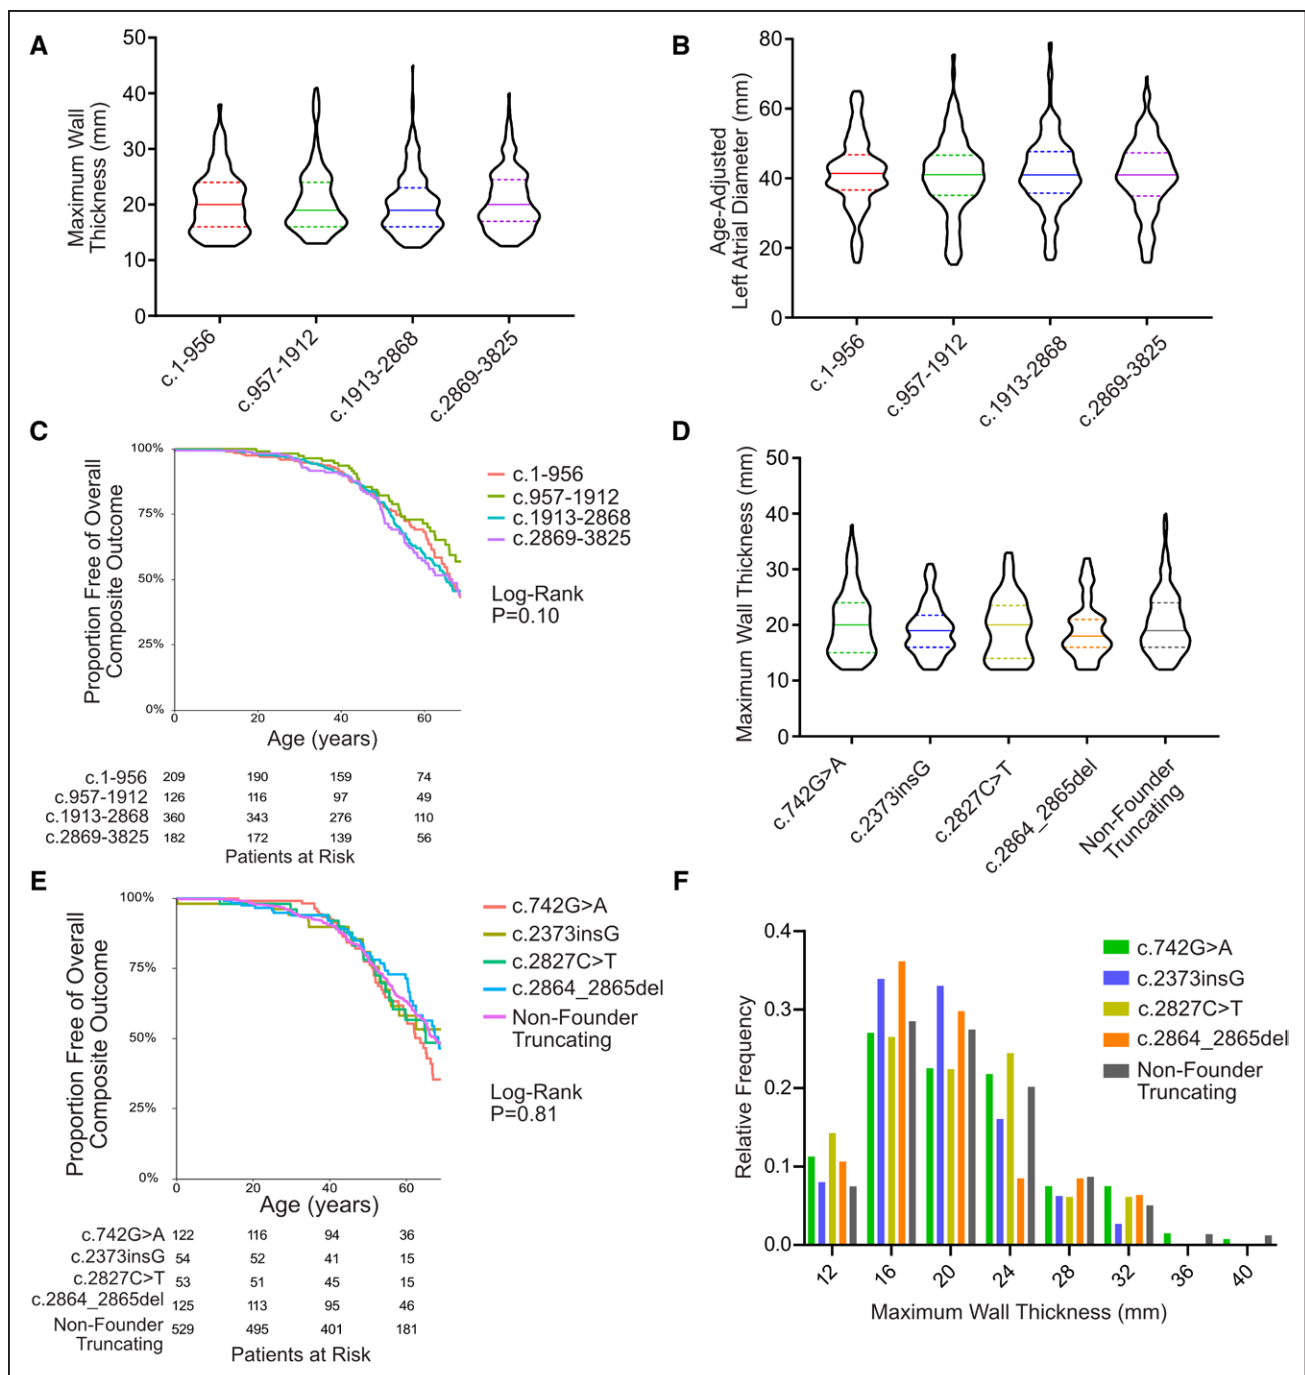 A
50
40
30
20
10
0
Maximum Wall
Thickness (mm)
c.1-956
c.957-1912
c.1913-2868
c.2869-3825
B
80
60
40
20
0
Age-Adjusted
Left Atrial Diameter (mm)
c.1-956
c.957-1912
c.1913-2868
c.2869-3825
C
100%
75%
50%
25%
0%
Proportion Free of Overall
Composite Outcome
0 20 40 60
Age (years)
c.1-956
c.957-1912
c.1913-2868
c.2869-3825
Log-Rank
P=0.10
c.1-956 209 190 159 74
c.957-1912 126 116 97 49
c.1913-2868 360 343 276 110
c.2869-3825 182 172 139 56
Patients at Risk
D
50
40
30
20
10
0
Maximum Wall Thickness (mm)
c.742G>A
c.2373insG
c.2827C>T
c.2864_2865del
Non-Founder
Truncating
E
100%
75%
50%
25%
0%
Proportion Free of Overall
Composite Outcome
0 20 40 60
Age (years)
c.742G>A
c.2373insG
c.2827C>T
c.2864_2865del
Non-Founder
Truncating
Log-Rank
P=0.81
c.742G>A 122 116 94 36
c.2373insG 54 52 41 15
c.2827C>T 53 51 45 15
c.2864_2865del 125 113 95 46
Non-Founder
Truncating 529 495 401 181
Patients at Risk
F
0.4
0.3
0.2
0.1
0.0
Relative Frequency
12 16 20 24 28 32 36 40
Maximum Wall Thickness (mm)
c.742G>A
c.2373insG
c.2827C>T
c.2864_2865del
Non-Founder
Truncating